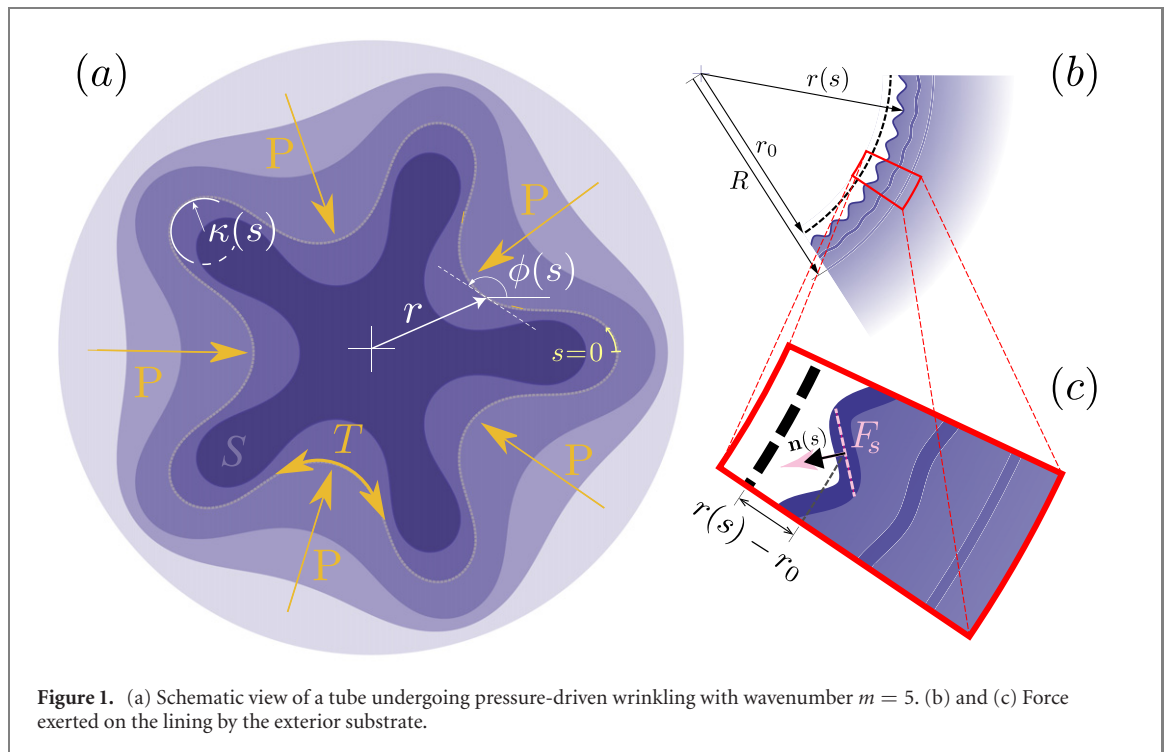 (a)
P
P
κ(s)
ϕ(s)
r
s=0
P
S
T
P
P
(b)
r(s)
r₀
R
(c)
n(s)
Fₛ
r(s) − r₀
Figure 1. (a) Schematic view of a tube undergoing pressure-driven wrinkling with wavenumber m = 5. (b) and (c) Force
exerted on the lining by the exterior substrate.